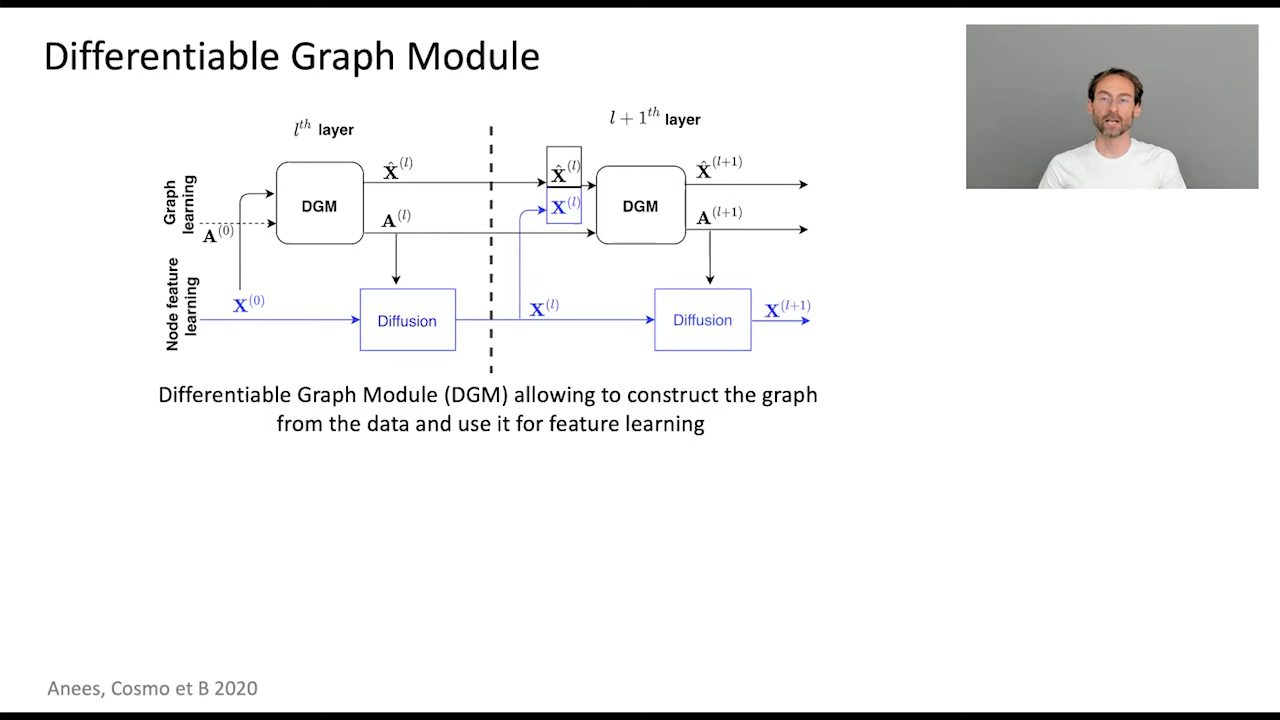 Differentiable Graph Module
l^{th} layer
l + 1^{th} layer
Graph
learning
A^{(0)}
DGM
X̂^{(l)}
A^{(l)}
X̂^{(l)}
X^{(l)}
DGM
X̂^{(l+1)}
A^{(l+1)}
Node feature
learning
X^{(0)}
Diffusion
X^{(l)}
Diffusion
X^{(l+1)}
Differentiable Graph Module (DGM) allowing to construct the graph
from the data and use it for feature learning
Anees, Cosmo et B 2020